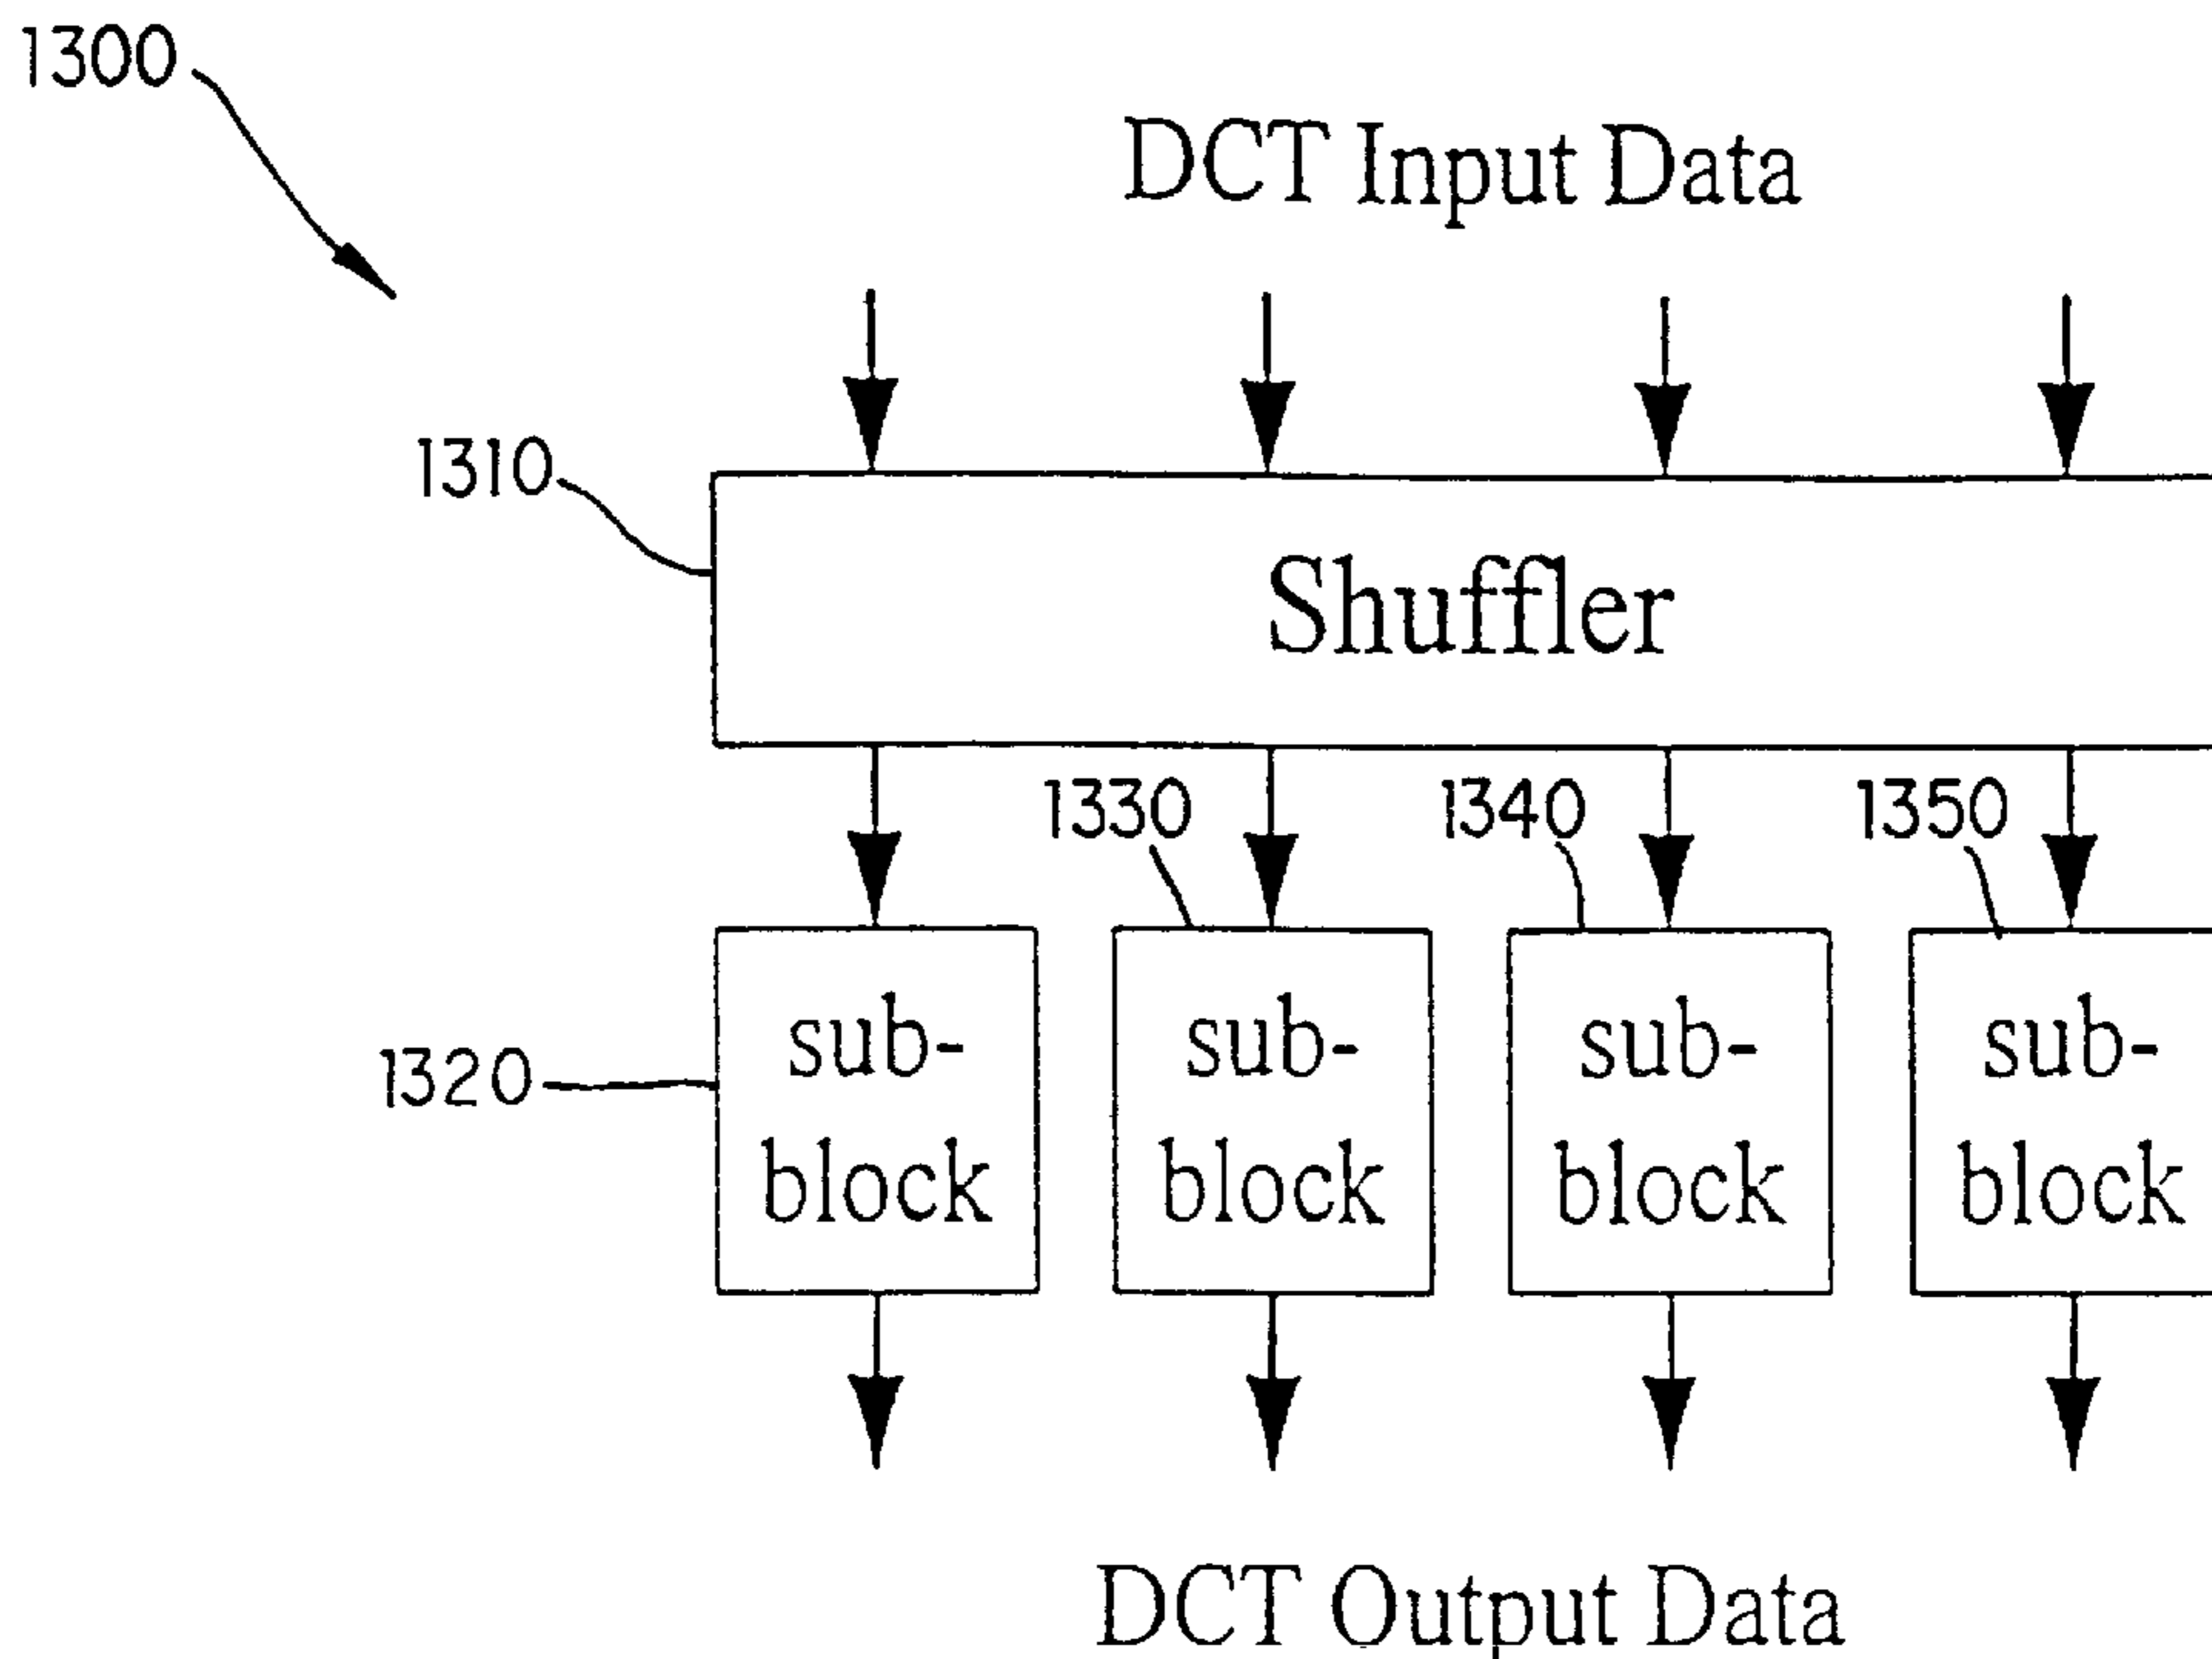 1300
DCT Input Data
1310
Shuffler
1330
1340
1350
sub-
block
sub-
block
sub-
block
sub-
block
1320
DCT Output Data